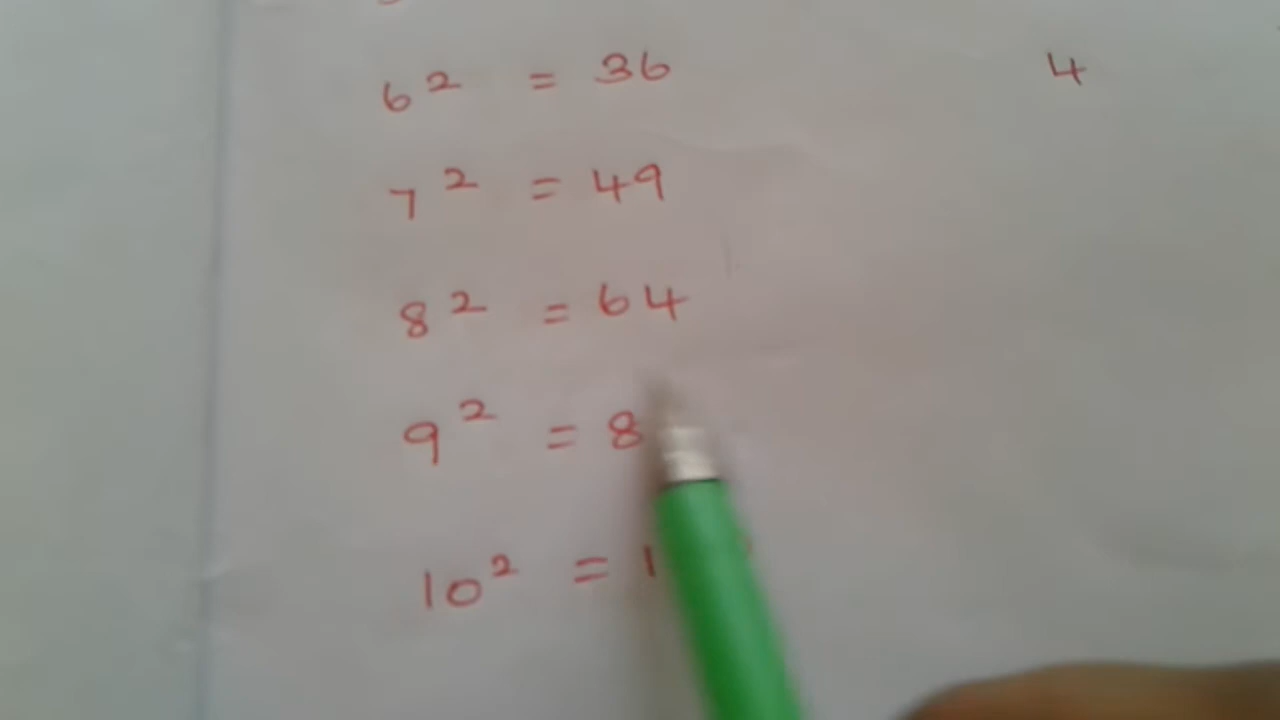 6² = 36 4
7² = 49
8² = 64
9² = 8
10² = 1